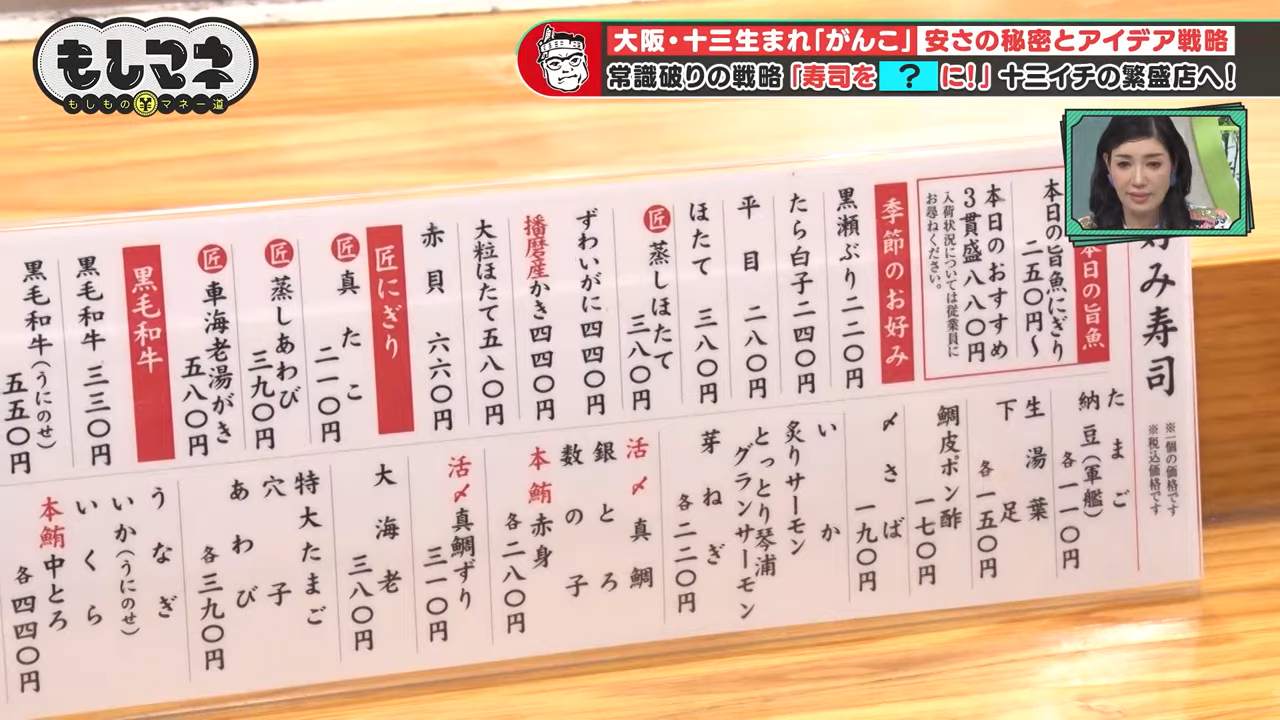 もしマネ
もしもの マネー道
大阪・十三生まれ「がんこ」 安さの秘密とアイデア戦略
常識破りの戦略「寿司を ? に!」十三イチの繁盛店へ!
好み寿司
※一個の価格です
※税込価格です
本日の旨魚
本日の旨魚にぎり
二五〇円〜
本日のおすすめ
3貫盛八八〇円
入荷状況については従業員に
お尋ねください。
季節のお好み
黒瀬ぶり二二〇円
たら白子二四〇円
平目 二八〇円
ほたて 三八〇円
匠 蒸しほたて
三八〇円
ずわいがに四四〇円
播磨産かき四四〇円
大粒ほたて五八〇円
赤貝 六六〇円
匠にぎり
匠 真たこ
二一〇円
匠 蒸しあわび
三九〇円
匠 車海老湯がき
五八〇円
黒毛和牛
黒毛和牛 三三〇円
黒毛和牛(うにのせ)
五五〇円
たまご
納豆(軍艦)
各一一〇円
生湯葉
下足
各一五〇円
鯛皮ポン酢
一七〇円
〆さば
一九〇円
いか
炙りサーモン
とっとり琴浦
グランサーモン
芽ねぎ
各二二〇円
活〆真鯛
銀とろ
数の子
本鮪赤身
各二八〇円
活〆真鯛ずり
三一〇円
大海老
三八〇円
特大たまご
穴子
あわび
各三九〇円
うなぎ
いか(うにのせ)
いくら
本鮪中とろ
各四四〇円